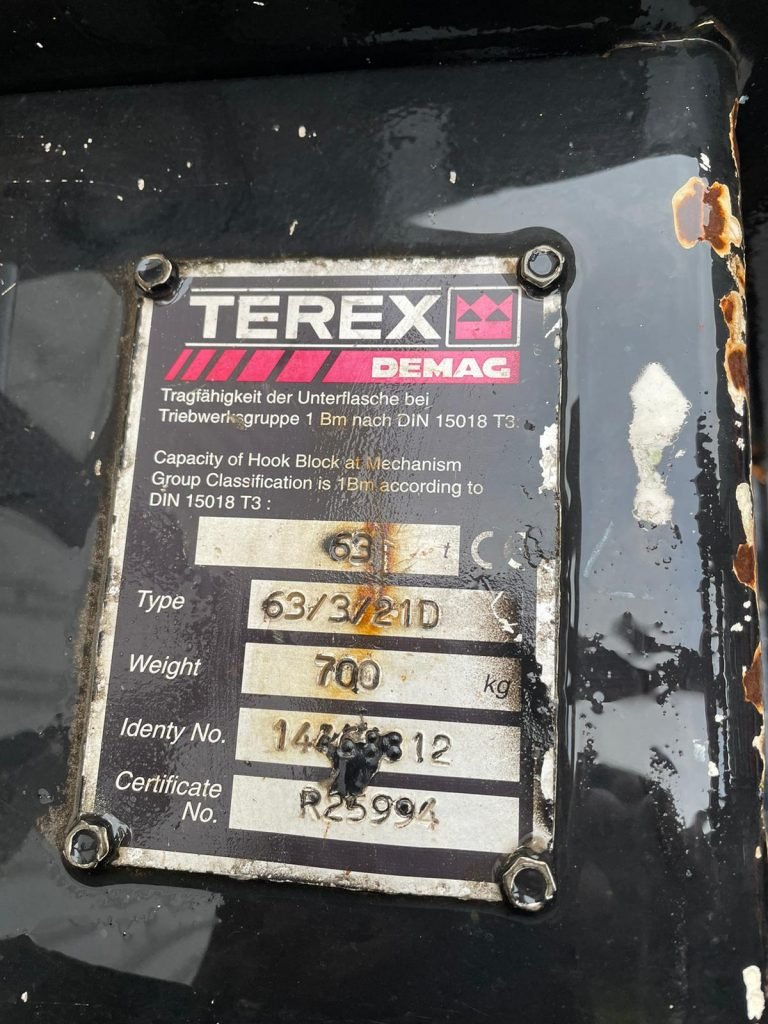 TEREX
DEMAG
Tragfähigkeit der Unterflasche bei
Triebwerksgruppe 1 Bm nach DIN 15018 T3:
Capacity of Hook Block at Mechanism
Group Classification is 1Bm according to
DIN 15018 T3 :
63 t CE
Type 63/3/21D
Weight 700 kg
Identy No.
Certificate
No. R25994